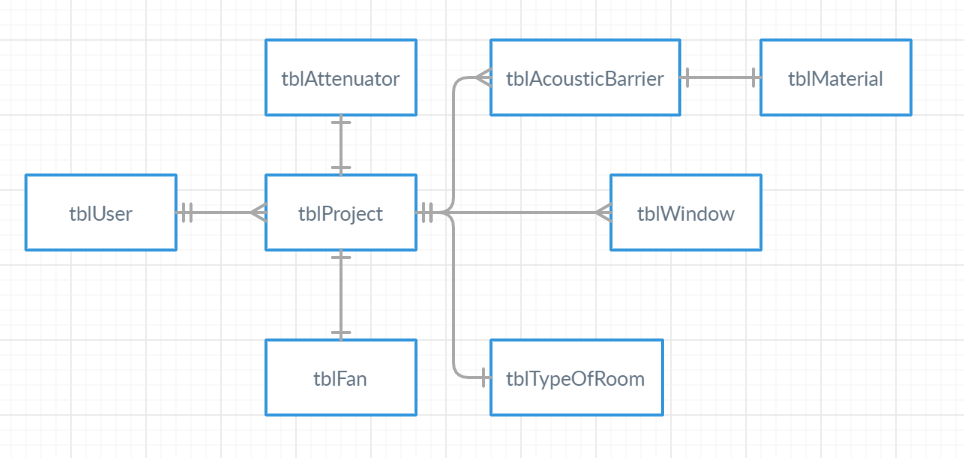 tblAttenuator
tblAcousticBarrier
tblMaterial
tblUser
tblProject
tblWindow
tblFan
tblTypeOfRoom